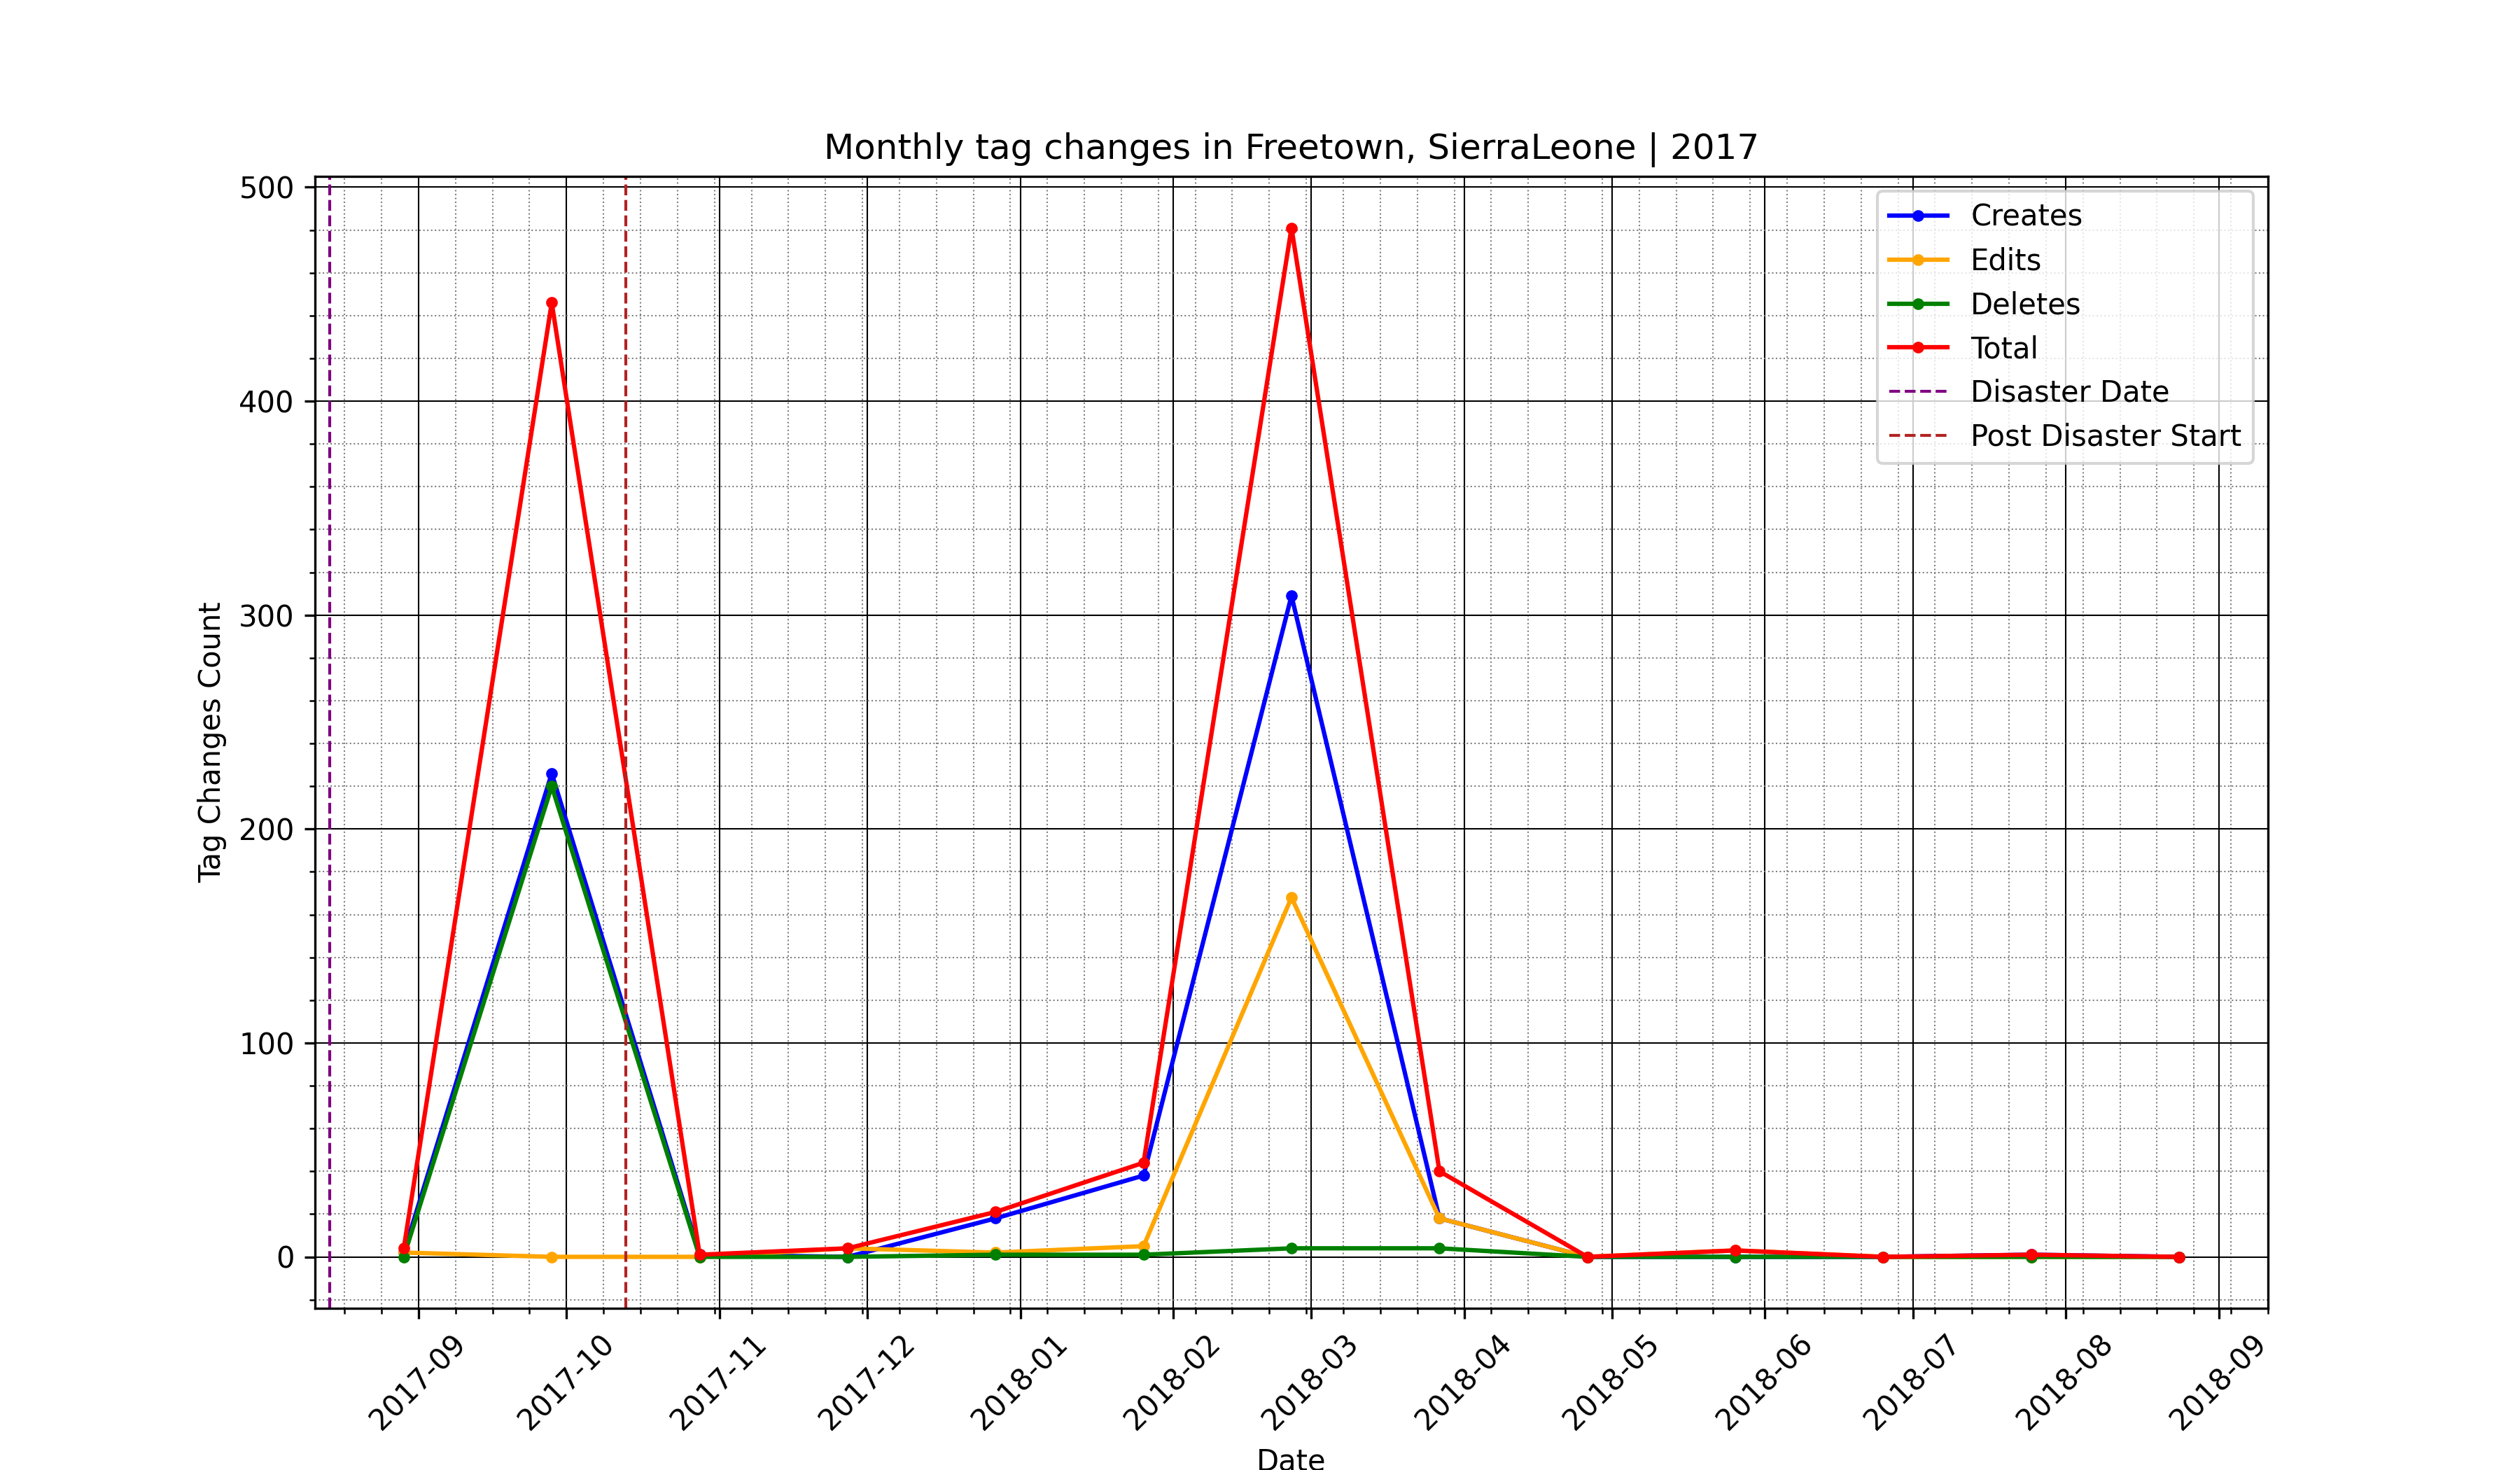 Monthly tag changes in Freetown, SierraLeone | 2017
500
400
300
200
100
0
Tag Changes Count
Creates
Edits
Deletes
Total
Disaster Date
Post Disaster Start
2017-09
2017-10
2017-11
2017-12
2018-01
2018-02
2018-03
2018-04
2018-05
2018-06
2018-07
2018-08
2018-09
Date